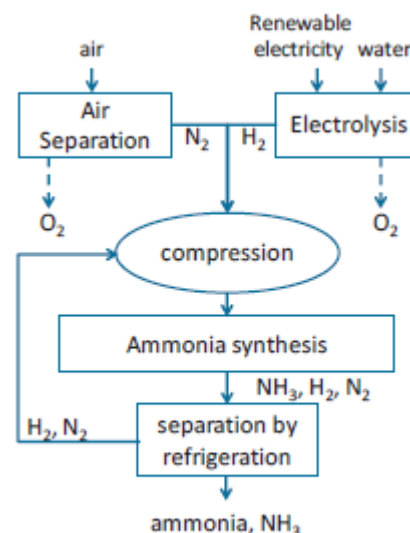 Renewable
air electricity water
Air
Separation
N₂ H₂
Electrolysis
O₂ O₂
compression
Ammonia synthesis
NH₃, H₂, N₂
H₂, N₂
separation by
refrigeration
ammonia, NH₃